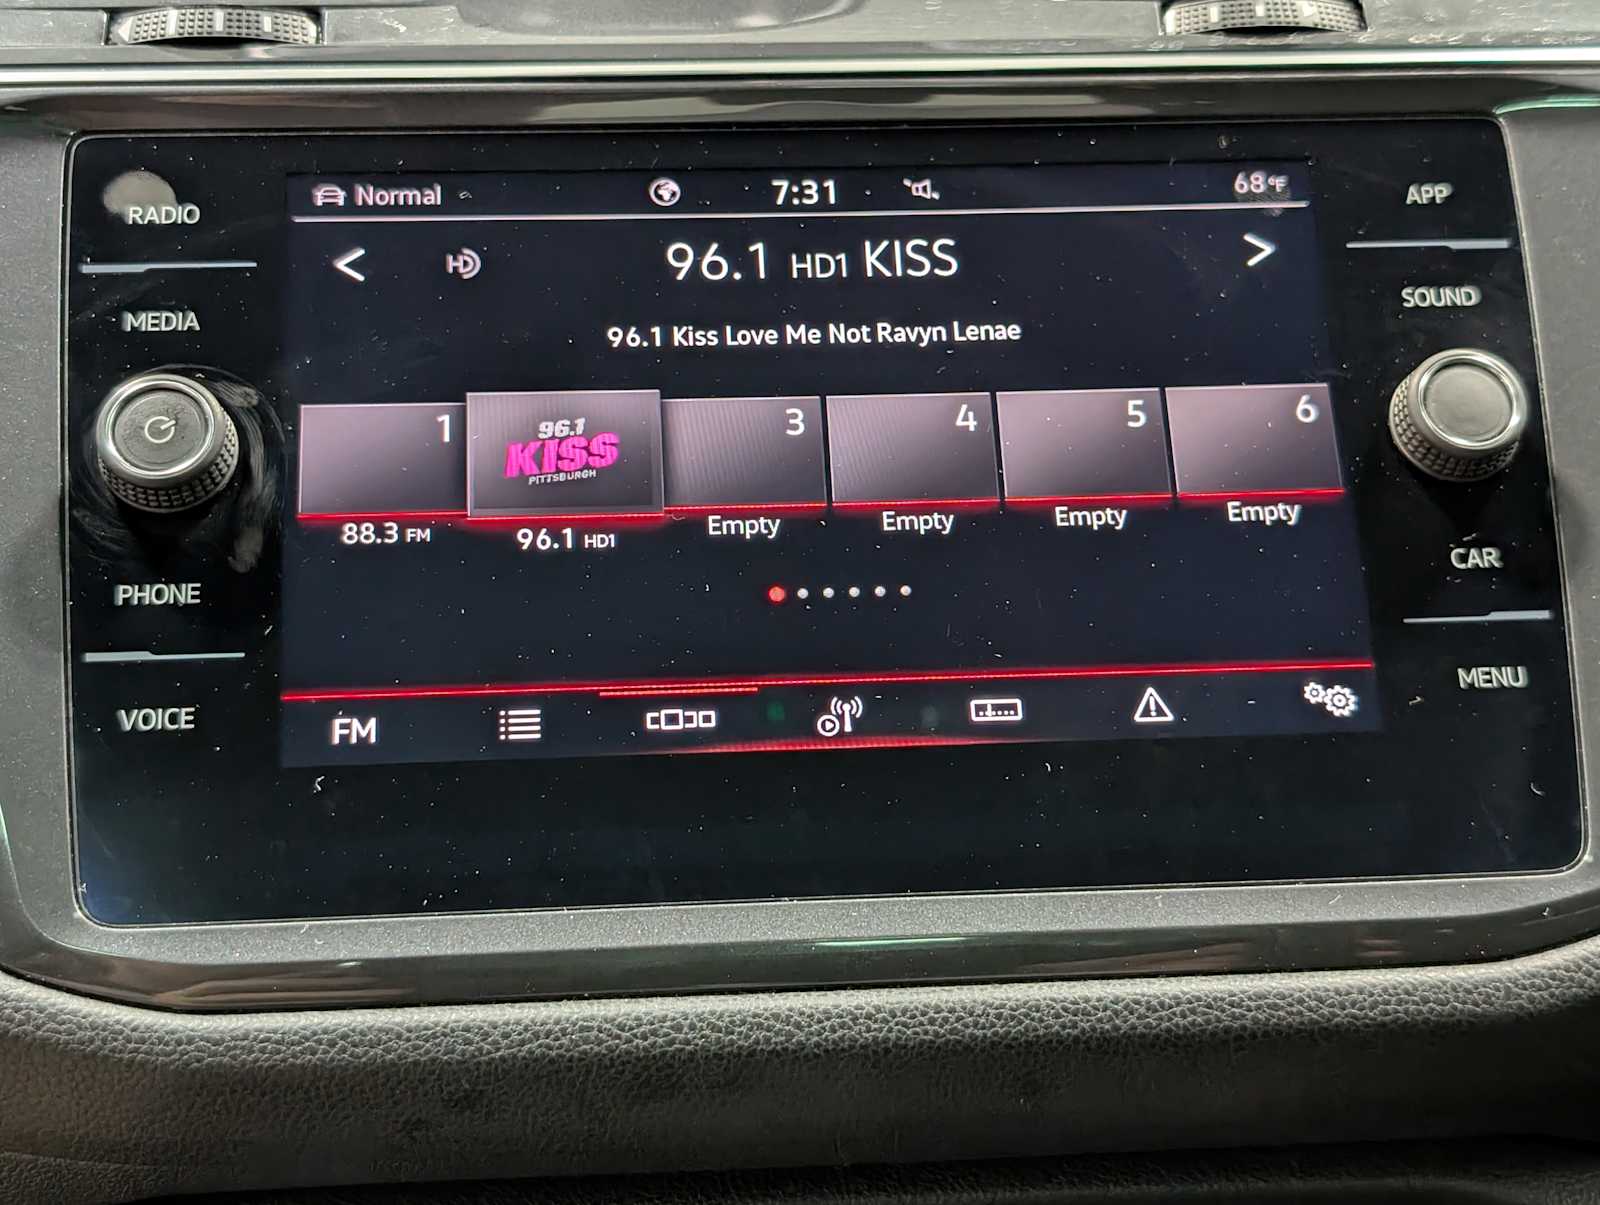 RADIO
MEDIA
PHONE
VOICE
Normal
7:31
68°F
96.1 HD1 KISS
96.1 Kiss Love Me Not Ravyn Lenae
1
96.1
KISS
PITTSBURGH
3
4
5
6
88.3 FM
96.1 HD1
Empty
Empty
Empty
Empty
FM
APP
SOUND
CAR
MENU